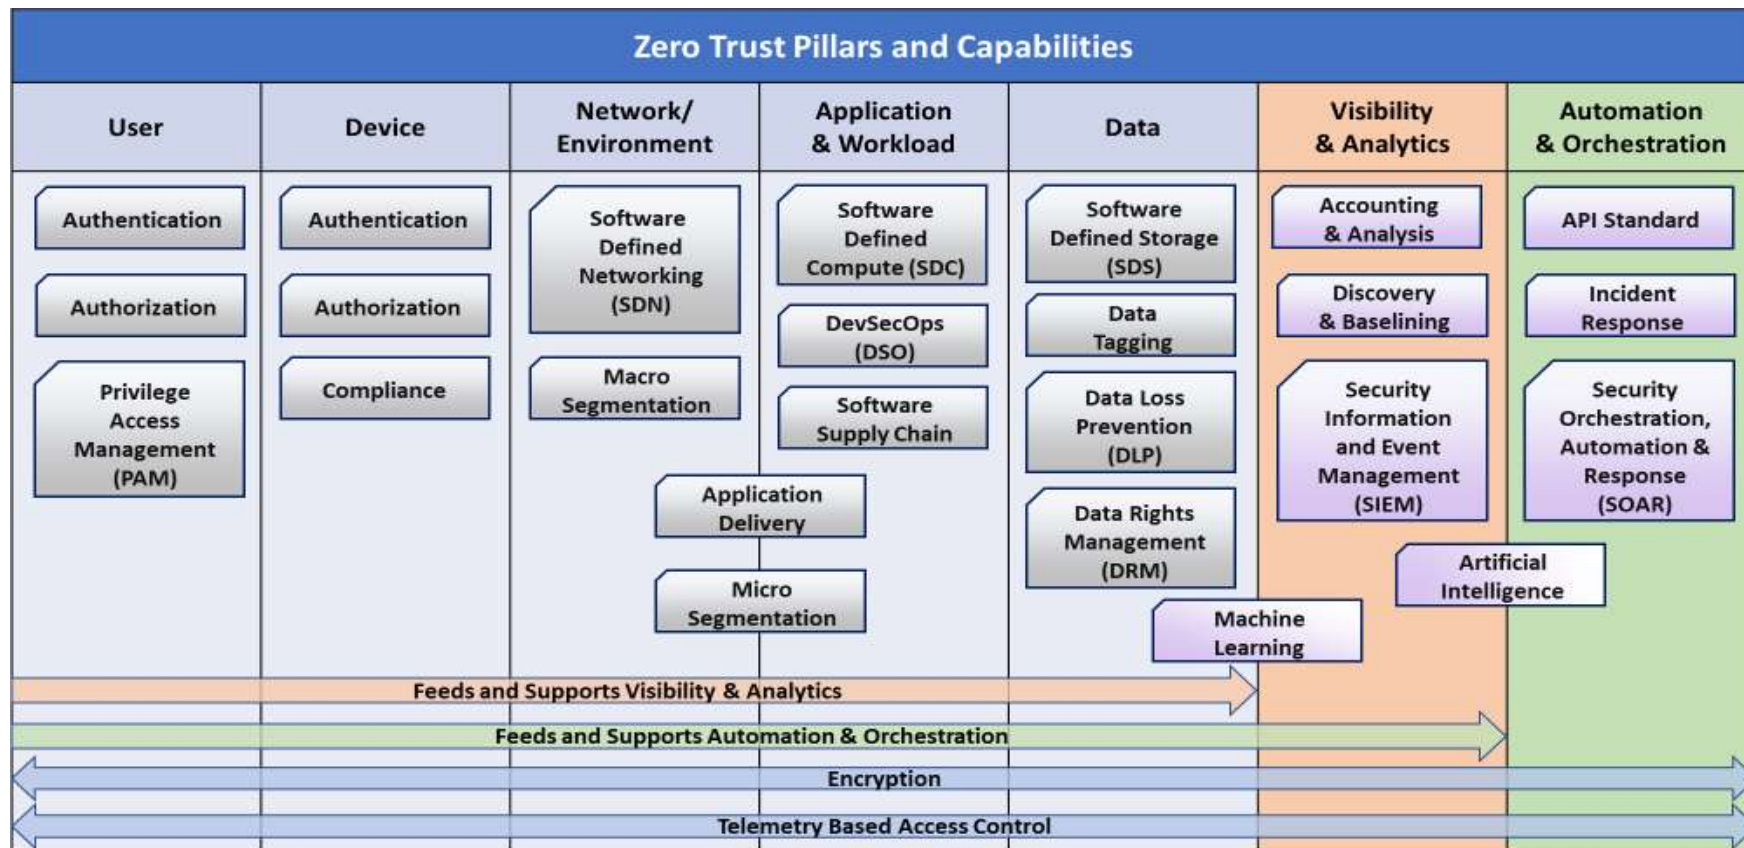 Zero Trust Pillars and Capabilities
User
Device
Network/
Environment
Application
& Workload
Data
Visibility
& Analytics
Automation
& Orchestration
Authentication
Authorization
Privilege
Access
Management
(PAM)
Authentication
Authorization
Compliance
Software
Defined
Networking
(SDN)
Macro
Segmentation
Software
Defined
Compute (SDC)
DevSecOps
(DSO)
Software
Supply Chain
Application
Delivery
Micro
Segmentation
Software
Defined Storage
(SDS)
Data
Tagging
Data Loss
Prevention
(DLP)
Data Rights
Management
(DRM)
Accounting
& Analysis
Discovery
& Baselining
Security
Information
and Event
Management
(SIEM)
Machine
Learning
API Standard
Incident
Response
Security
Orchestration,
Automation &
Response
(SOAR)
Artificial
Intelligence
Feeds and Supports Visibility & Analytics
Feeds and Supports Automation & Orchestration
Encryption
Telemetry Based Access Control